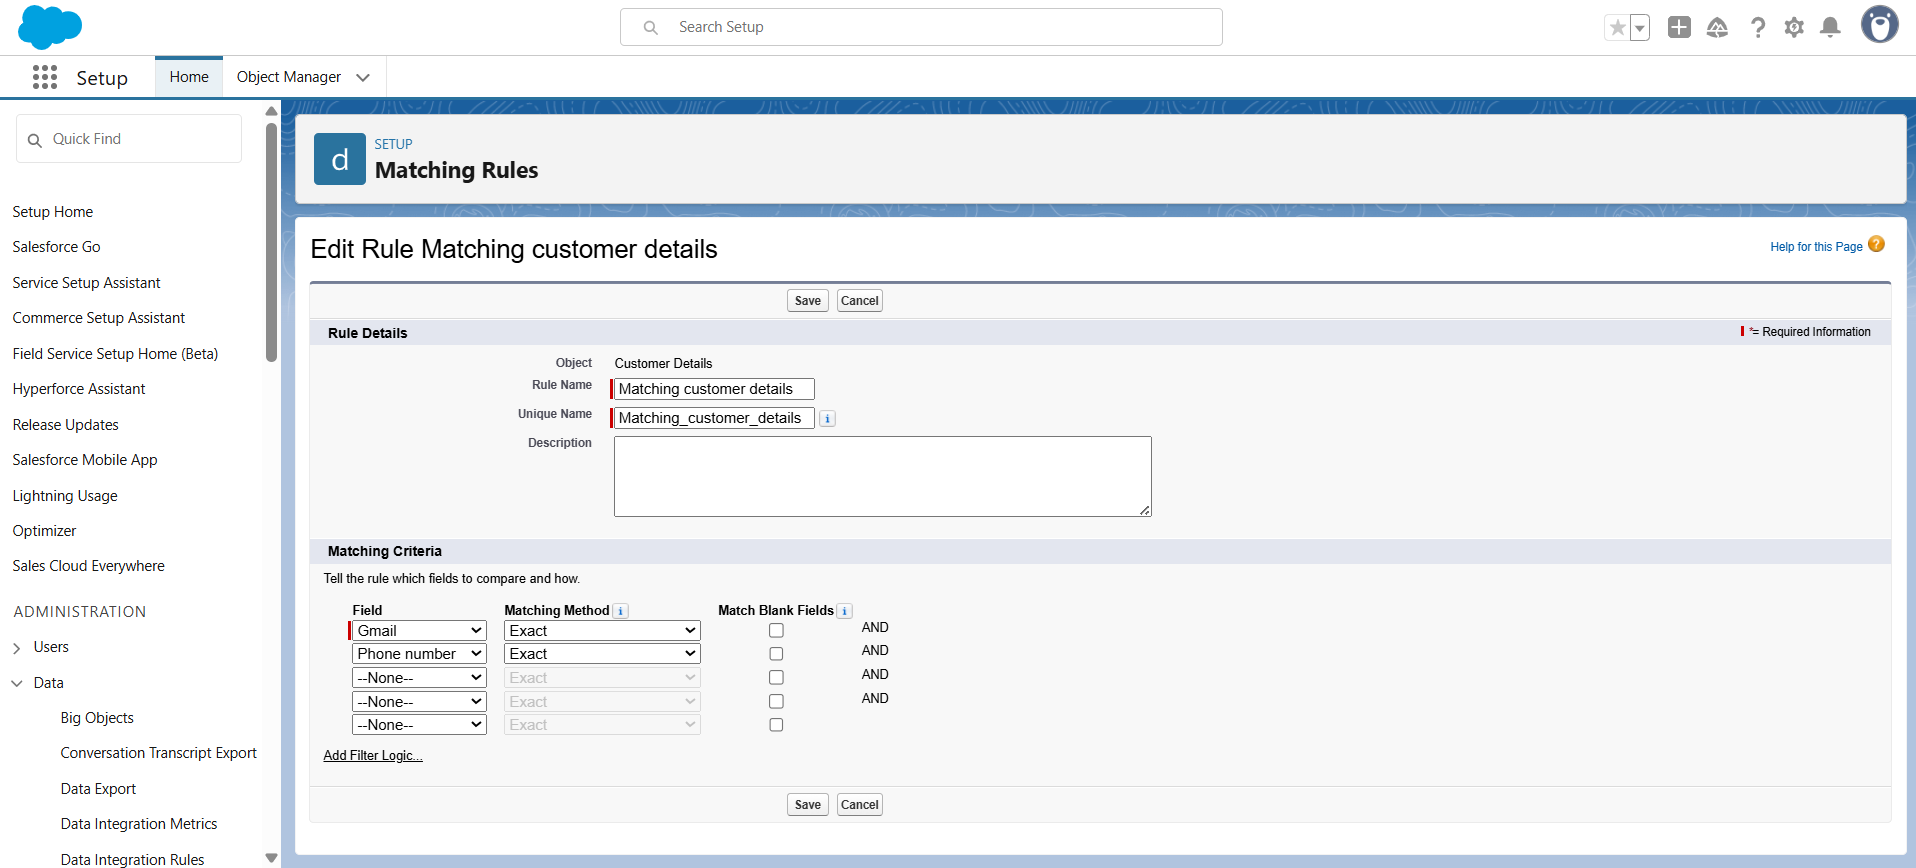 Search Setup
Setup
Home
Object Manager
Quick Find
Setup Home
Salesforce Go
Service Setup Assistant
Commerce Setup Assistant
Field Service Setup Home (Beta)
Hyperforce Assistant
Release Updates
Salesforce Mobile App
Lightning Usage
Optimizer
Sales Cloud Everywhere
ADMINISTRATION
Users
Data
Big Objects
Conversation Transcript Export
Data Export
Data Integration Metrics
Data Integration Rules
d
SETUP
Matching Rules
Edit Rule Matching customer details
Help for this Page ?
Save Cancel
Rule Details
*= Required Information
Object Customer Details
Rule Name Matching customer details
Unique Name Matching_customer_details i
Description
Matching Criteria
Tell the rule which fields to compare and how.
Field Matching Method i Match Blank Fields i
Gmail Exact AND
Phone number Exact AND
--None-- Exact AND
--None-- Exact AND
--None-- Exact
Add Filter Logic...
Save Cancel